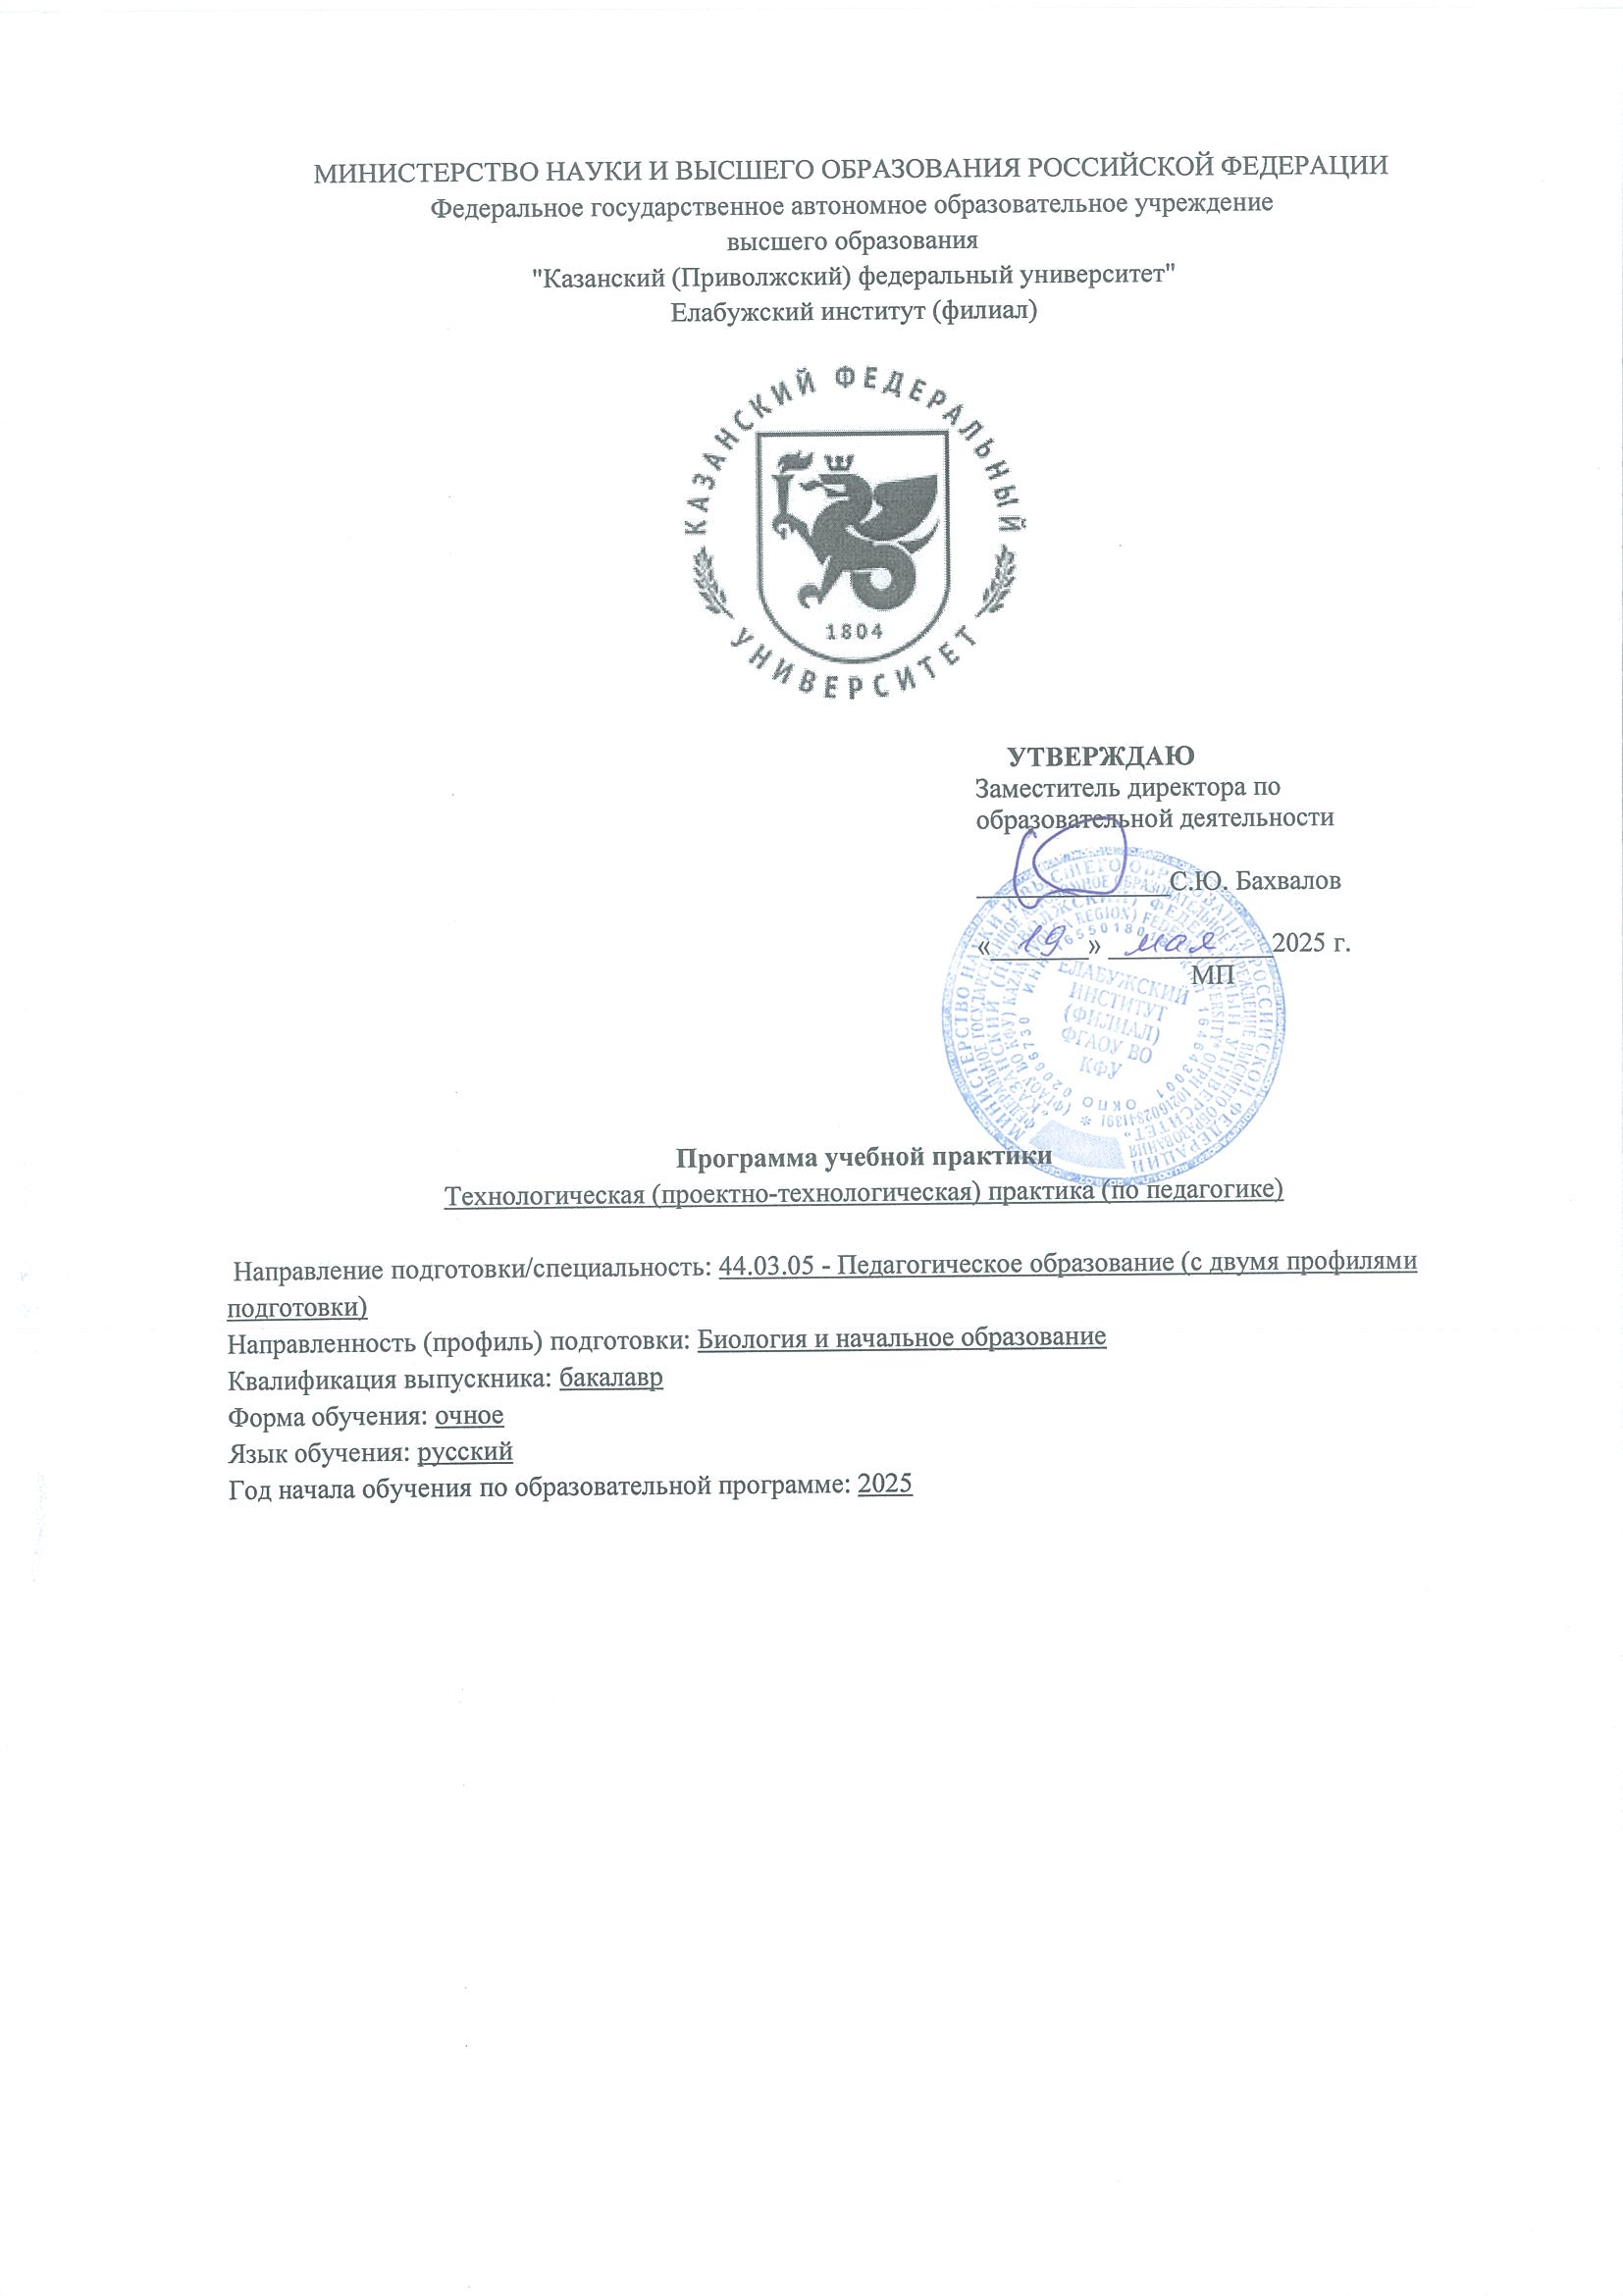 МИНИСТЕРСТВО НАУКИ И ВЫСШЕГО ОБРАЗОВАНИЯ РОССИЙСКОЙ ФЕДЕРАЦИИ
Федеральное государственное автономное образовательное учреждение
высшего образования
"Казанский (Приволжский) федеральный университет"
Елабужский институт (филиал)
КАЗАНСКИЙ ФЕДЕРАЛЬНЫЙ
1804
УНИВЕРСИТЕТ
УТВЕРЖДАЮ
Заместитель директора по
образовательной деятельности
С.Ю. Бахвалов
« 19 » мая 2025 г.
МП
ЕЛАБУЖСКИЙ
ИНСТИТУТ
(ФИЛИАЛ)
ФГАОУ ВО
КФУ
Программа учебной практики
Технологическая (проектно-технологическая) практика (по педагогике)
Направление подготовки/специальность: 44.03.05 - Педагогическое образование (с двумя профилями
подготовки)
Направленность (профиль) подготовки: Биология и начальное образование
Квалификация выпускника: бакалавр
Форма обучения: очное
Язык обучения: русский
Год начала обучения по образовательной программе: 2025